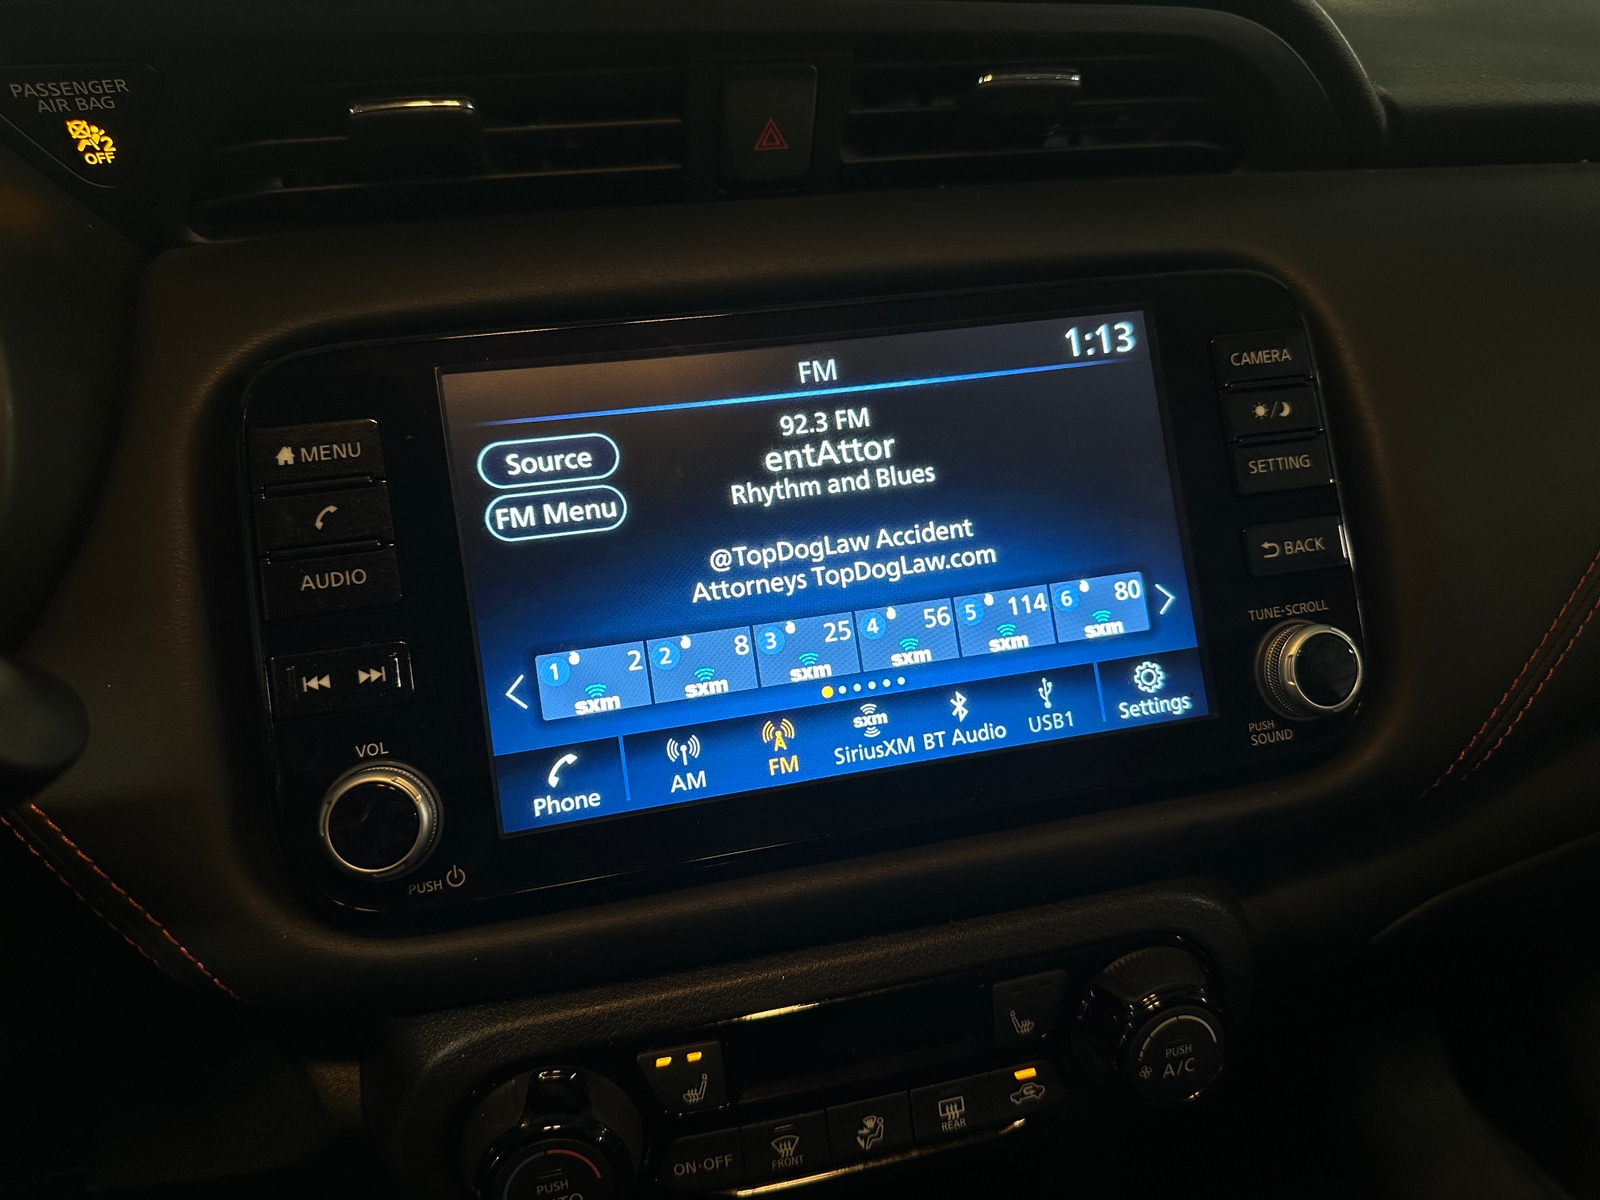 PASSENGER
AIR BAG
2
OFF
1:13
FM
92.3 FM
entAttor
Rhythm and Blues
@TopDogLaw Accident
Attorneys TopDogLaw.com
Source
FM Menu
1 2 sxm
2 8 sxm
3 25 sxm
4 56 sxm
5 114 sxm
6 80 sxm
Phone
AM
FM
sxm
SiriusXM
BT Audio
USB1
Settings
MENU
AUDIO
VOL
PUSH
CAMERA
SETTING
BACK
TUNE·SCROLL
PUSH
SOUND
PUSH
A/C
ON·OFF
FRONT
REAR
PUSH